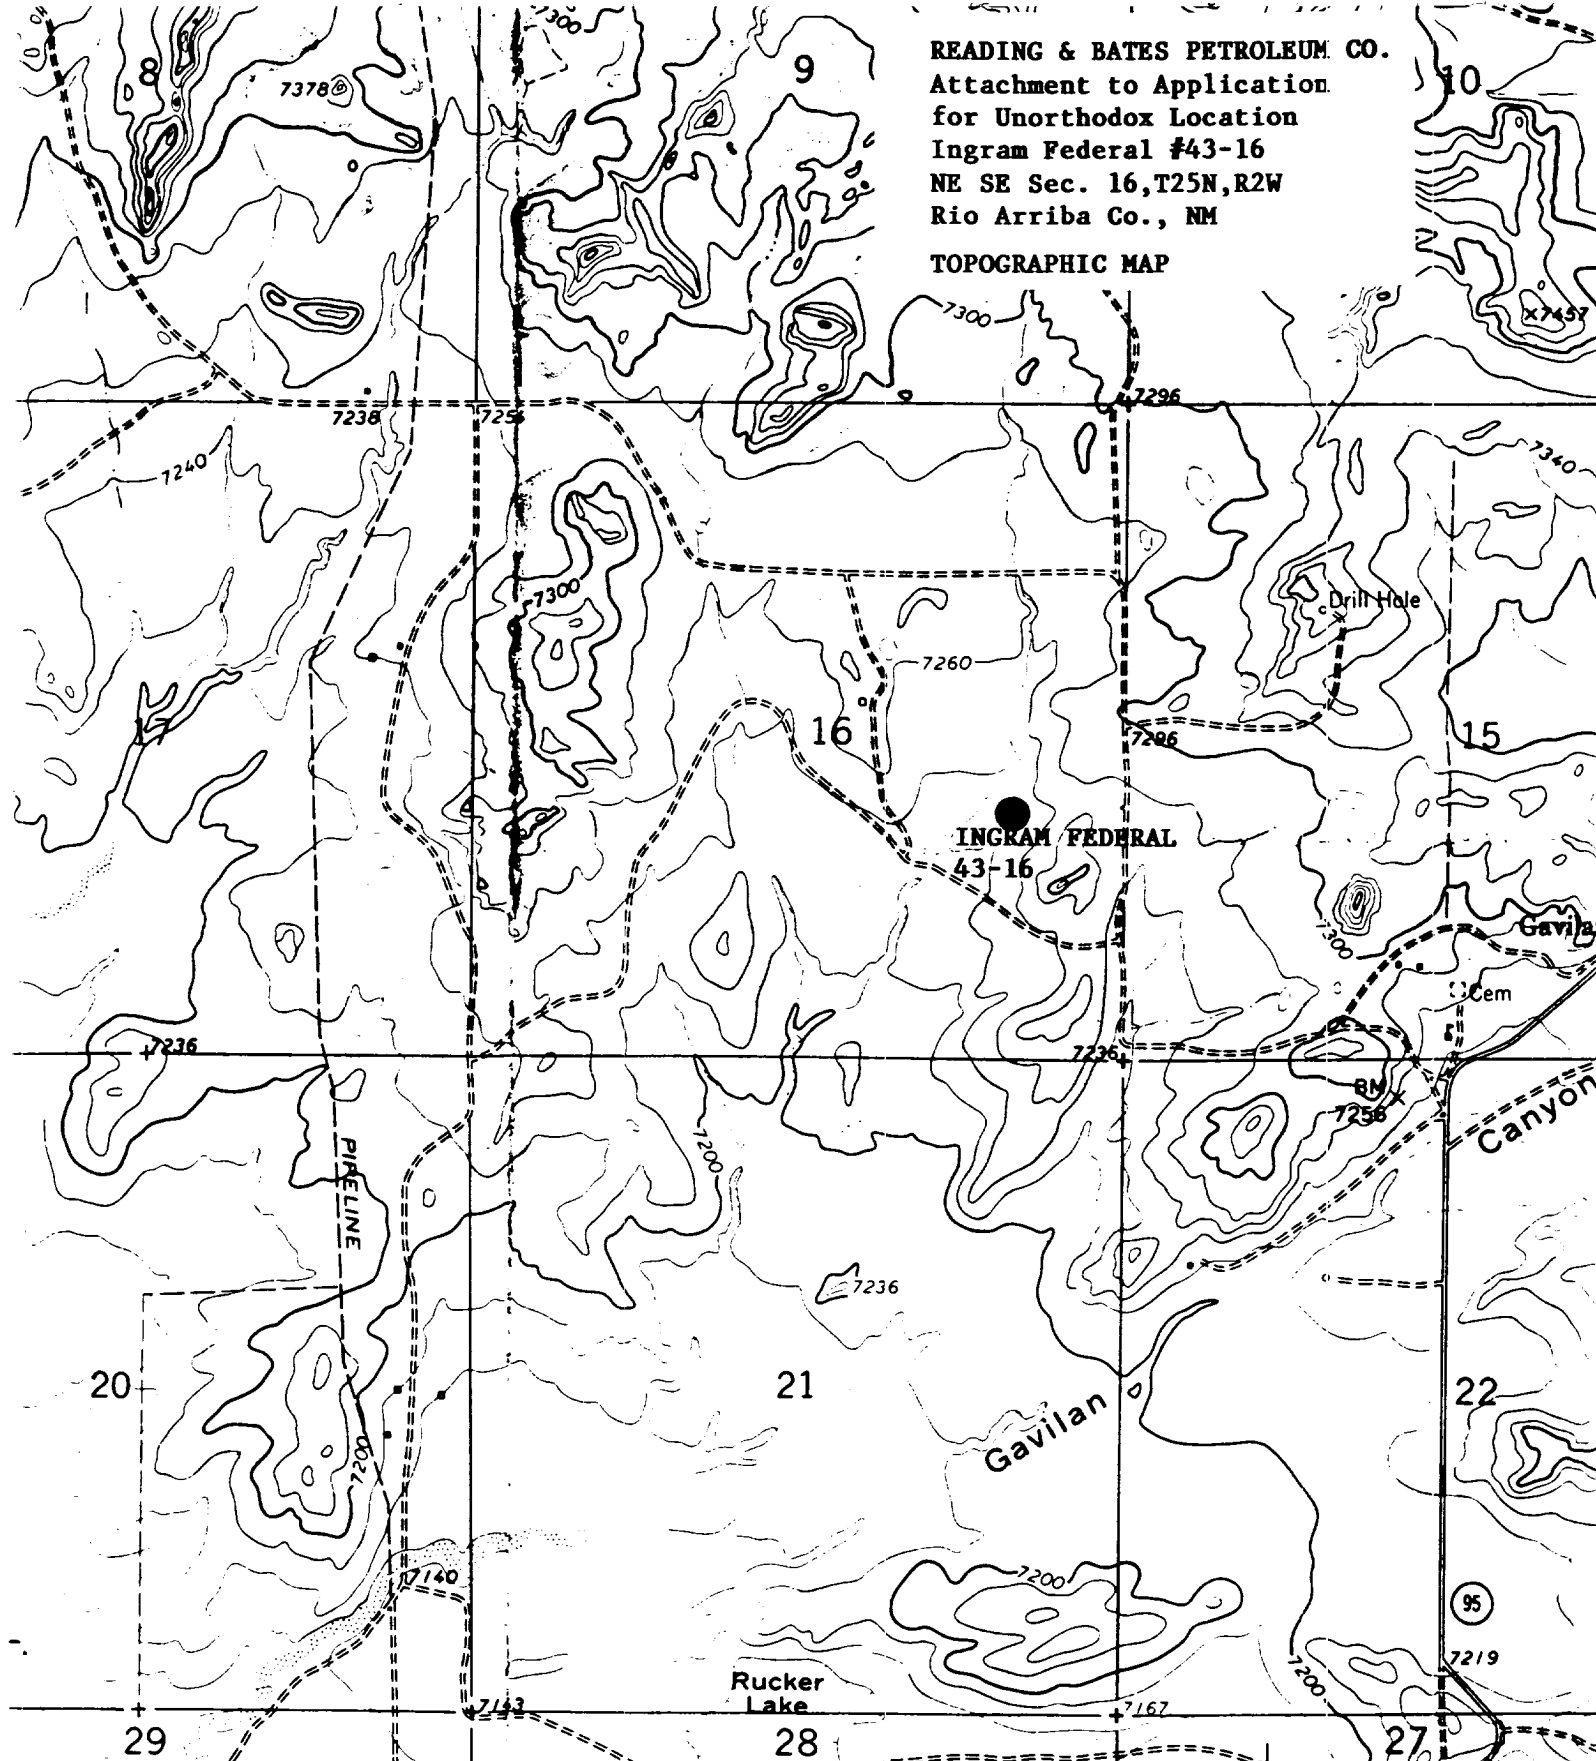 READING & BATES PETROLEUM CO.
Attachment to Application
for Unorthodox Location
Ingram Federal #43-16
NE SE Sec. 16,T25N,R2W
Rio Arriba Co., NM
TOPOGRAPHIC MAP
7300
8
9
10
7378
7300
×7457
7238
7296
7240
7340
7300
Drill Hole
7260
17
16
15
7296
INGRAM FEDERAL
43-16
7300
Cem
7236
7236
BM
7256
Canyon
7200
PIPELINE
7236
20
21
22
Gavilan
7200
7140
7200
95
7219
7200
Rucker
Lake
7143
7167
29
28
27